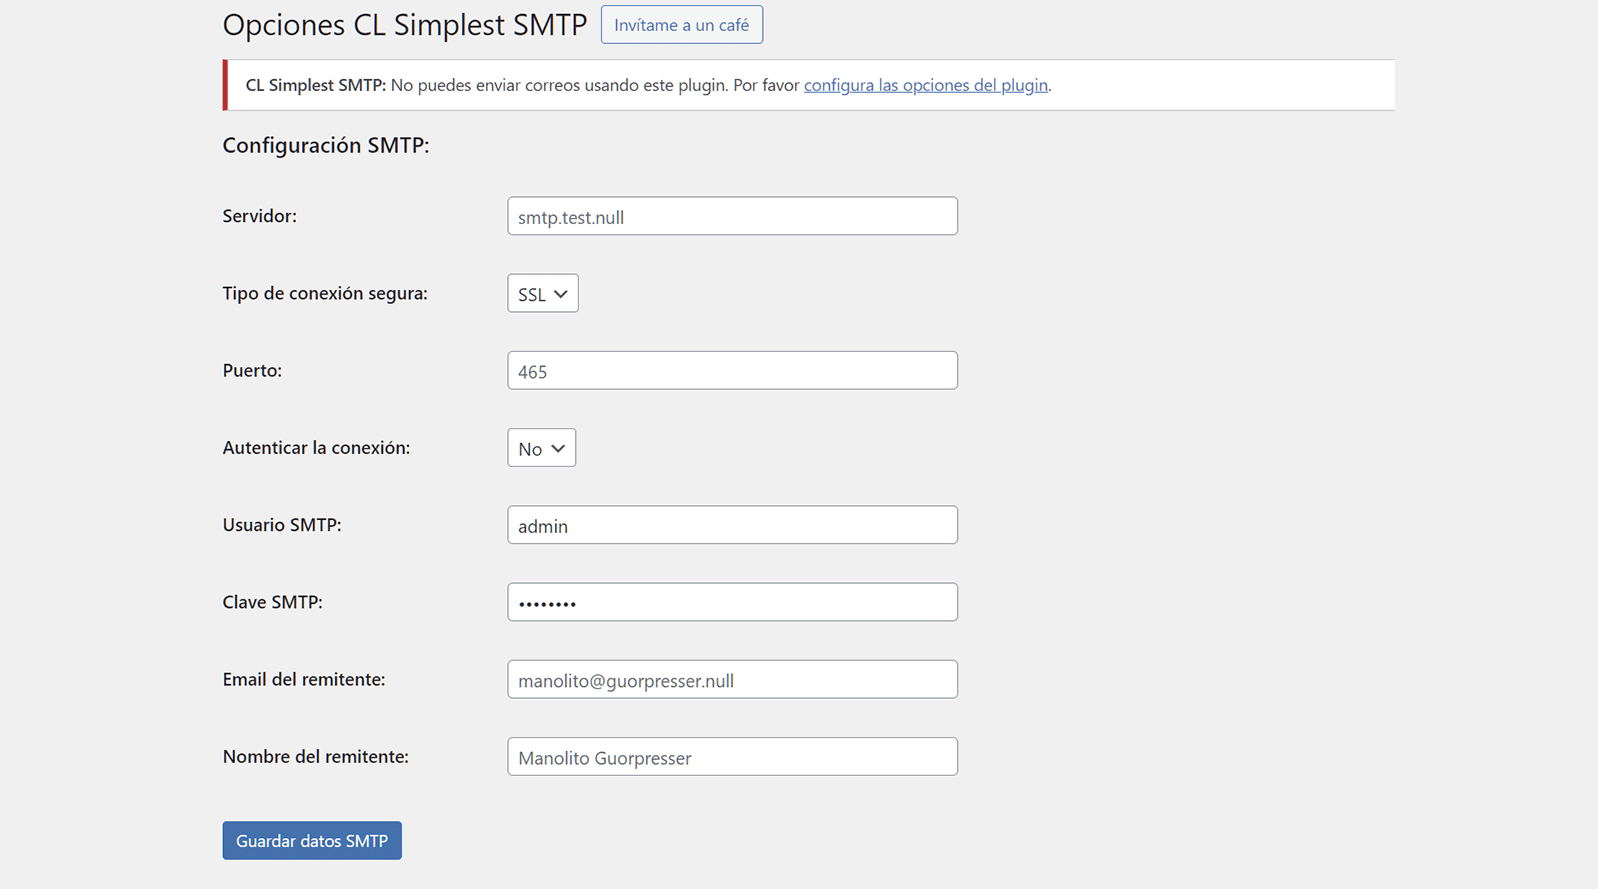 Opciones CL Simplest SMTP Invítame a un café
CL Simplest SMTP: No puedes enviar correos usando este plugin. Por favor configura las opciones del plugin.
Configuración SMTP:
Servidor: smtp.test.null
Tipo de conexión segura: SSL
Puerto: 465
Autenticar la conexión: No
Usuario SMTP: admin
Clave SMTP: ••••••••
Email del remitente: manolito@guorpresser.null
Nombre del remitente: Manolito Guorpresser
Guardar datos SMTP